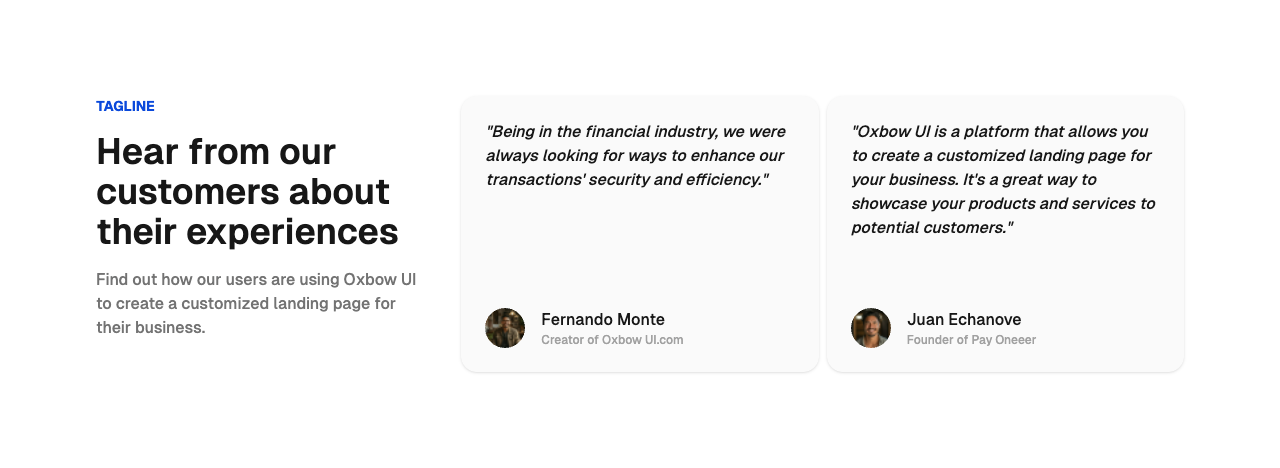 TAGLINE
Hear from our
customers about
their experiences
Find out how our users are using Oxbow UI
to create a customized landing page for
their business.
"Being in the financial industry, we were
always looking for ways to enhance our
transactions' security and efficiency."
Fernando Monte
Creator of Oxbow UI.com
"Oxbow UI is a platform that allows you
to create a customized landing page for
your business. It's a great way to
showcase your products and services to
potential customers."
Juan Echanove
Founder of Pay Oneeer